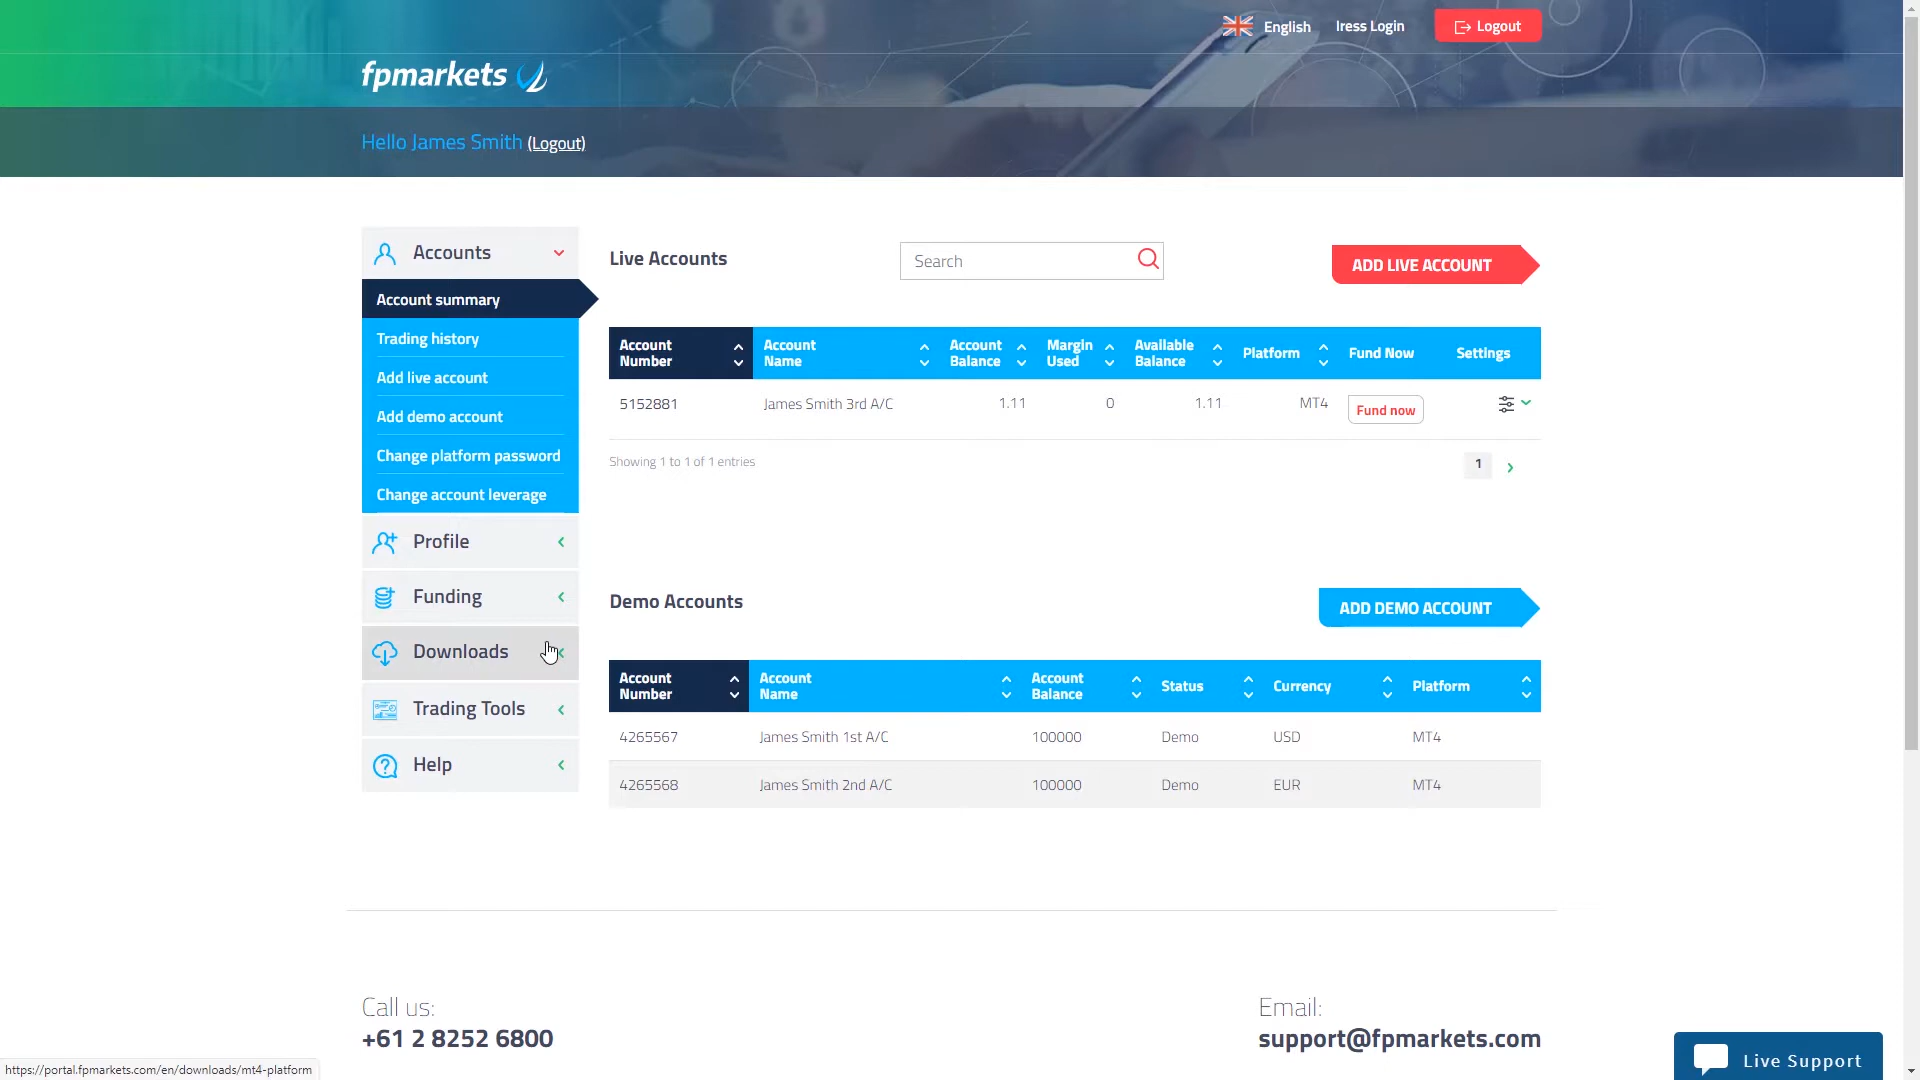 English
Iress Login
Logout
fpmarkets
Hello James Smith (Logout)
Accounts
Account summary
Trading history
Add live account
Add demo account
Change platform password
Change account leverage
Profile
Funding
Downloads
Trading Tools
Help
Live Accounts
Search
ADD LIVE ACCOUNT
Account Number
Account Name
Account Balance
Margin Used
Available Balance
Platform
Fund Now
Settings
5152881 James Smith 3rd A/C 1.11 0 1.11 MT4 Fund now
Showing 1 to 1 of 1 entries
1
Demo Accounts
ADD DEMO ACCOUNT
Account Number
Account Name
Account Balance
Status
Currency
Platform
4265567 James Smith 1st A/C 100000 Demo USD MT4
4265568 James Smith 2nd A/C 100000 Demo EUR MT4
Call us:
+61 2 8252 6800
Email:
support@fpmarkets.com
Live Support
https://portal.fpmarkets.com/en/downloads/mt4-platform